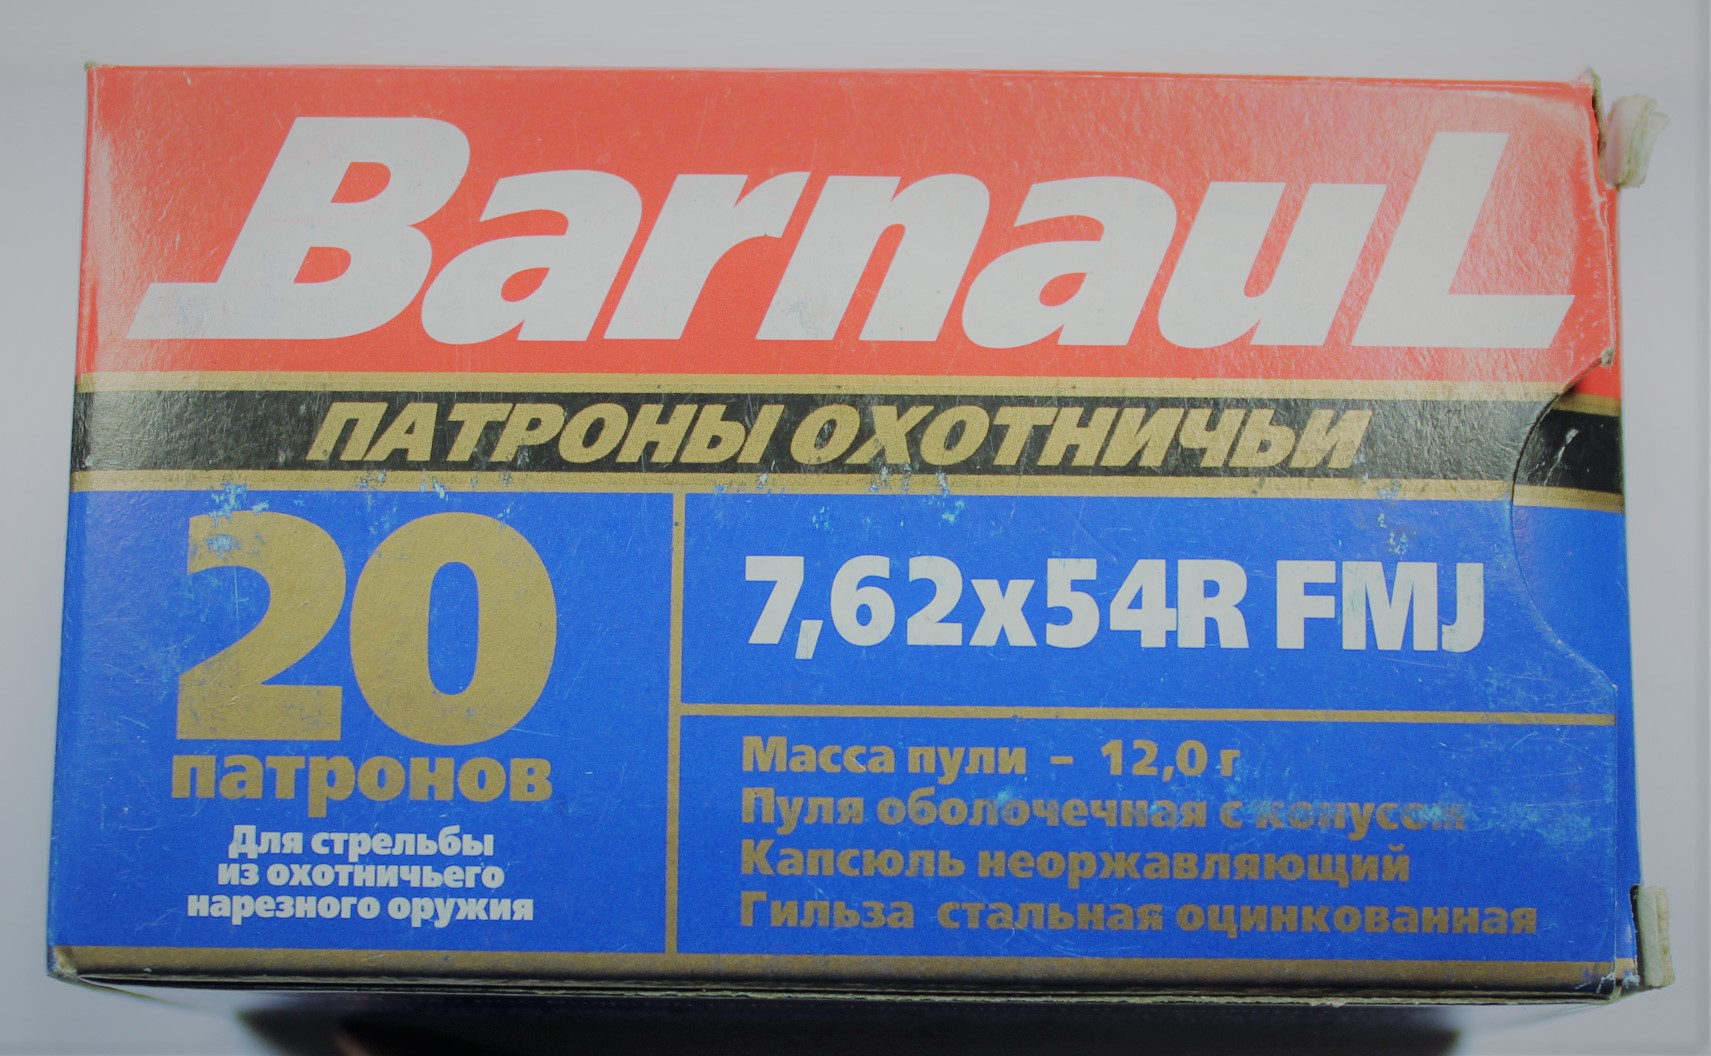 Barnaul
ПАТРОНЫ ОХОТНИЧЬИ
20
патронов
Для стрельбы
из охотничьего
нарезного оружия
7,62x54R FMJ
Масса пули – 12,0 г
Пуля оболочечная с конусом
Капсюль неоржавляющий
Гильза стальная оцинкованная